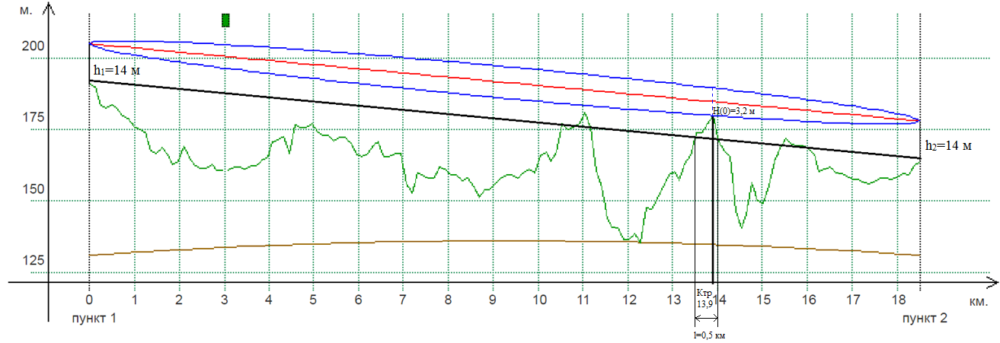 м.
200
h1=14 м
175
H(0)=3,2 м
h2=14 м
150
125
0 1 2 3 4 5 6 7 8 9 10 11 12 13 Kтр 14 15 16 17 18 км.
13,9
пункт 1 пункт 2
l=0,5 км